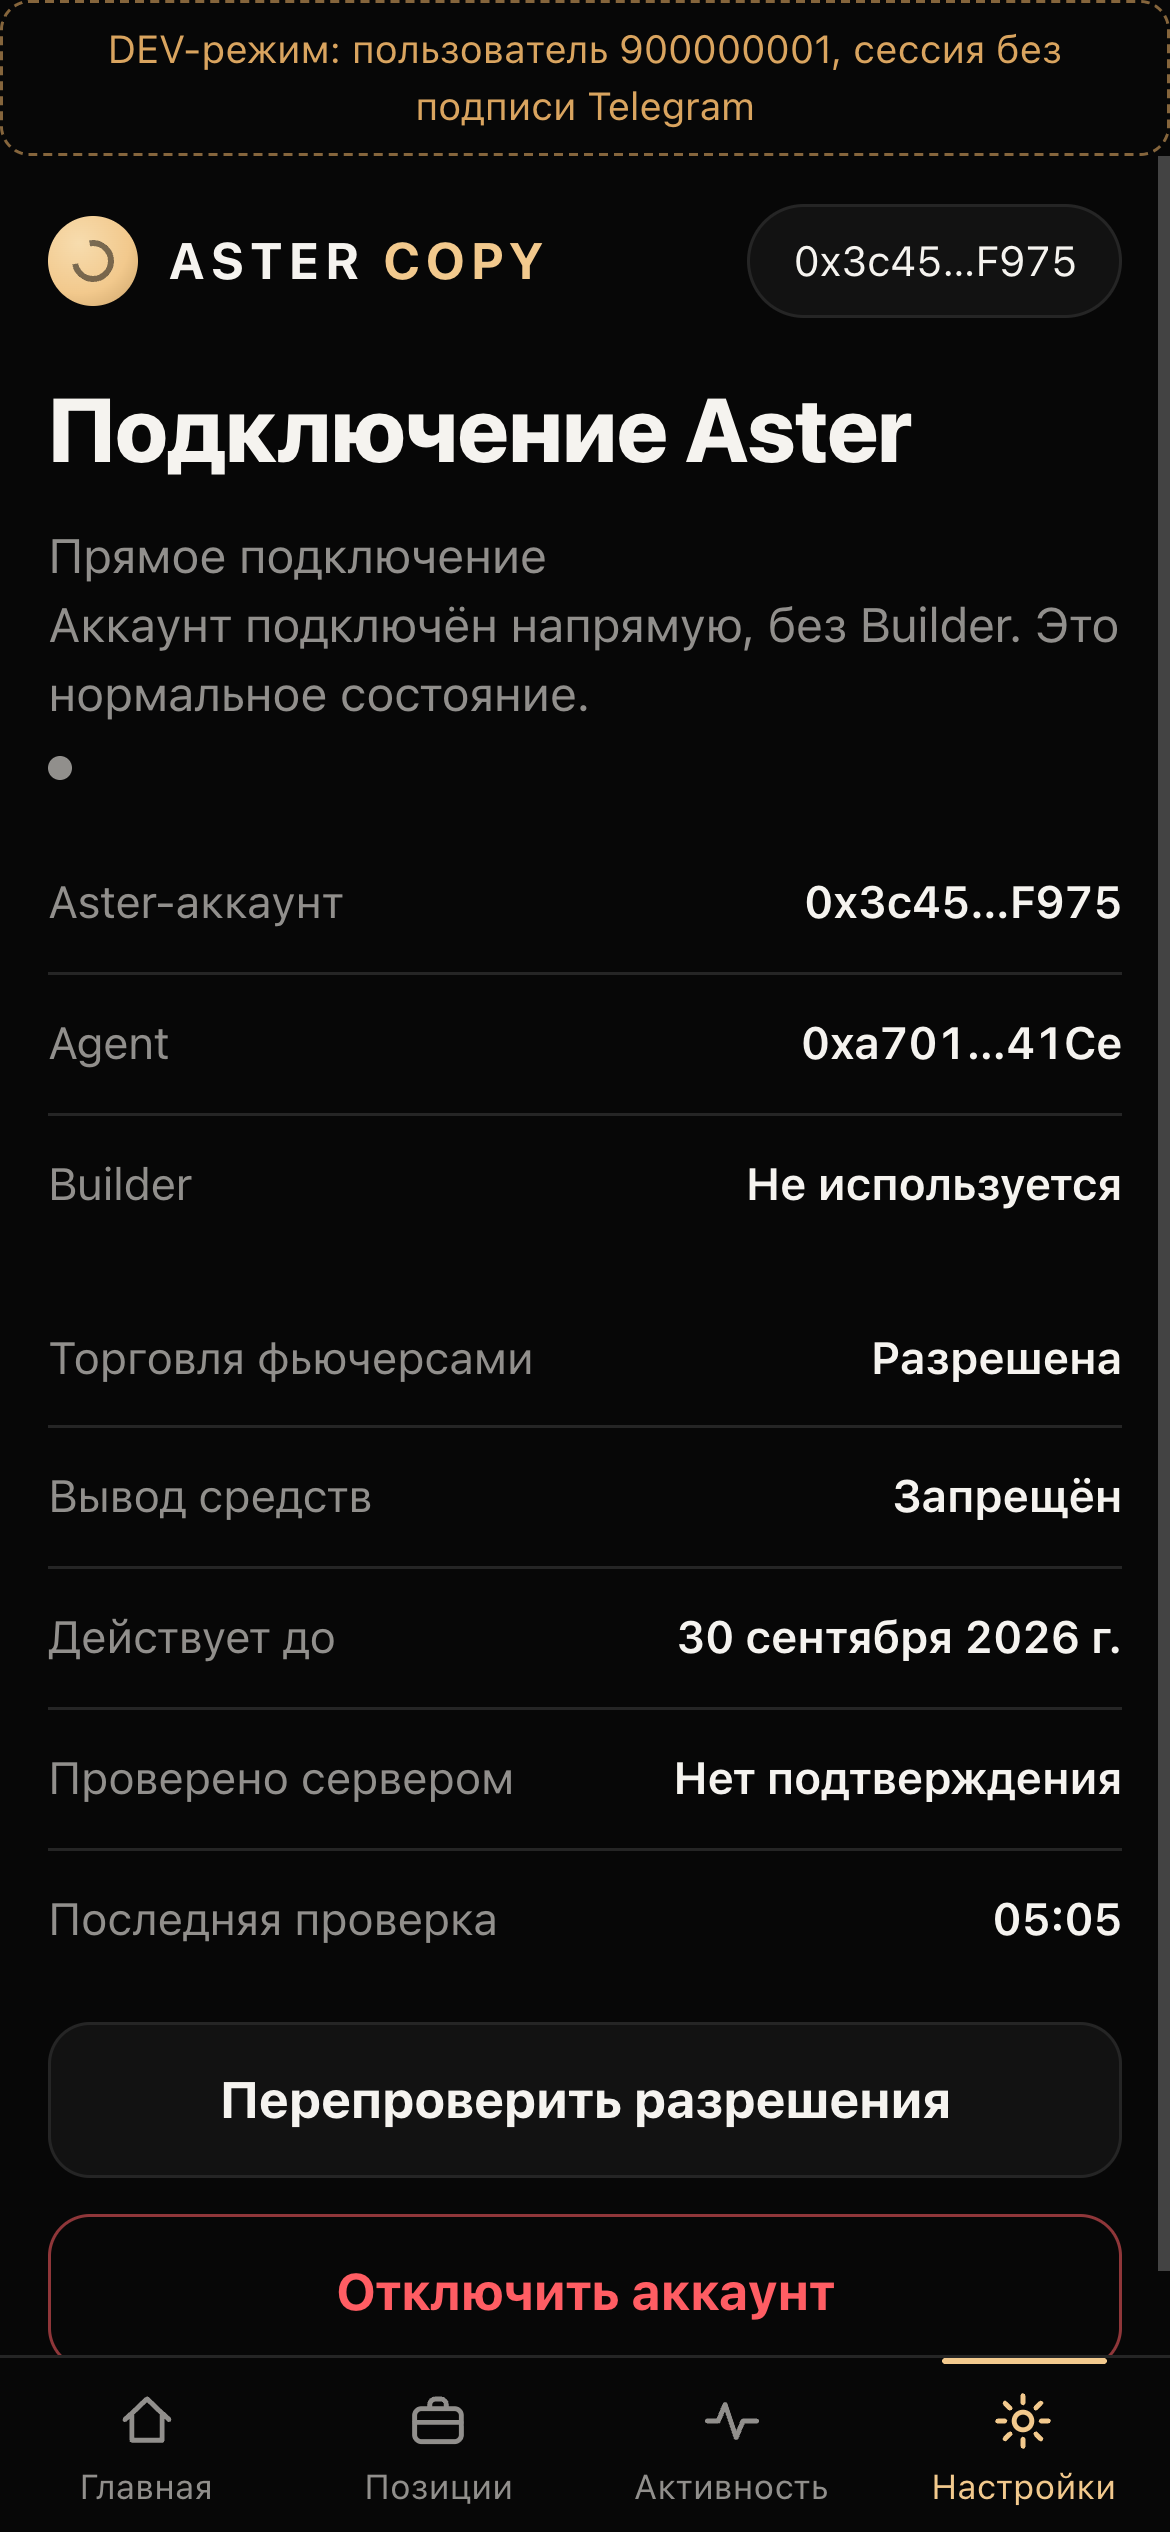 DEV-режим: пользователь 900000001, сессия без
подписи Telegram
ASTER COPY
0x3c45...F975
Подключение Aster
Прямое подключение
Аккаунт подключён напрямую, без Builder. Это
нормальное состояние.
Aster-аккаунт 0x3c45...F975
Agent 0xa701...41Ce
Builder Не используется
Торговля фьючерсами Разрешена
Вывод средств Запрещён
Действует до 30 сентября 2026 г.
Проверено сервером Нет подтверждения
Последняя проверка 05:05
Перепроверить разрешения
Отключить аккаунт
Главная Позиции Активность Настройки